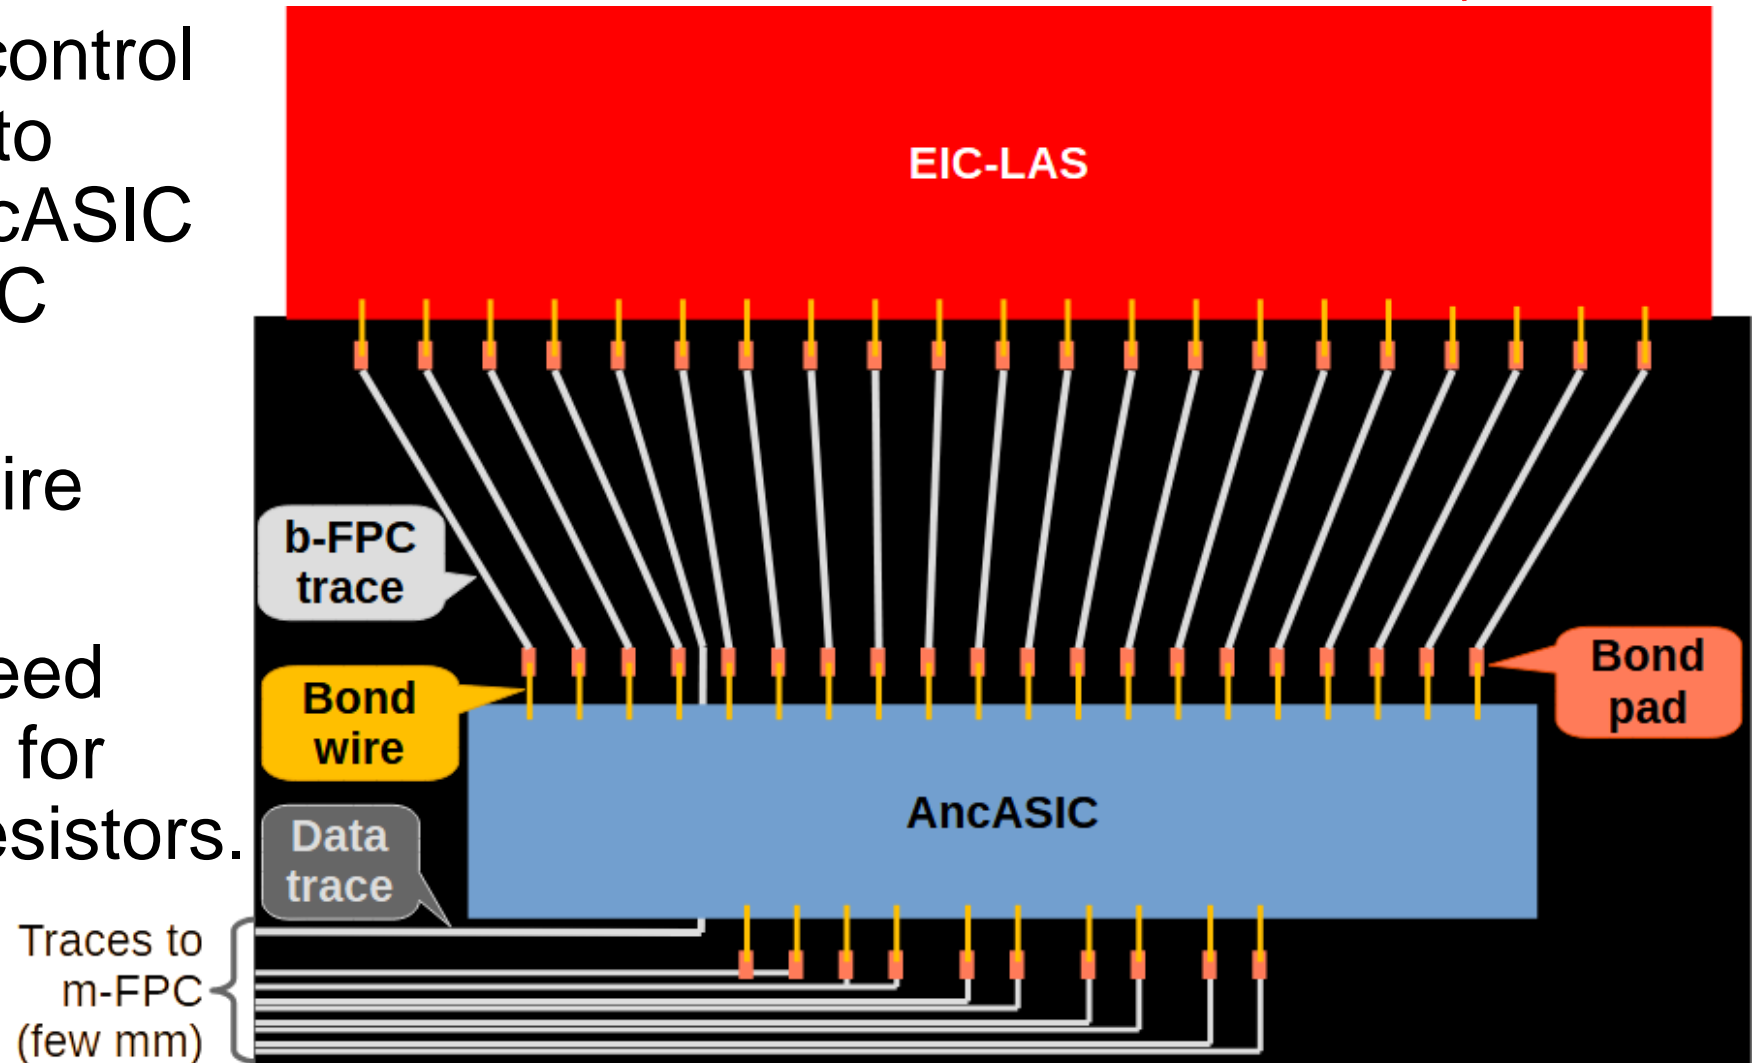 control
to
cASIC
C
ire
eed
for
esistors.
EIC-LAS
b-FPC
trace
Bond
wire
Bond
pad
AncASIC
Data
trace
Traces to
m-FPC
(few mm)